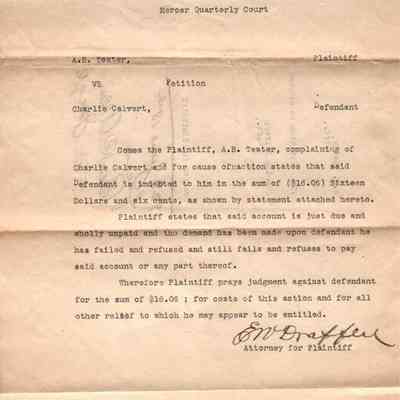 Mercer Quarterly Court
A.B. Teater, Plaintiff
VS Petition
Charlie Calvert, Defendant
Comes the Plaintiff, A.B. Teater, complaining of
Charlie Calvert and for cause ofnaction states that said
Defendant is indebted to him in the sum of ($16.06) Sixteen
Dollars and six cents, as shown by statement attached hereto.
Plaintiff states that said account is just due and
wholly unpaid and tho demand has been made upon defendant he
has failed and refused and still fails and refuses to pay
said account or any part thereof.
Wherefore Plaintiff prays judgment against defendant
for the sum of $16.06 ; for costs of this action and for all
other relief to which he may appear to be entitled.
E W Draffen
Attorney for Plaintiff